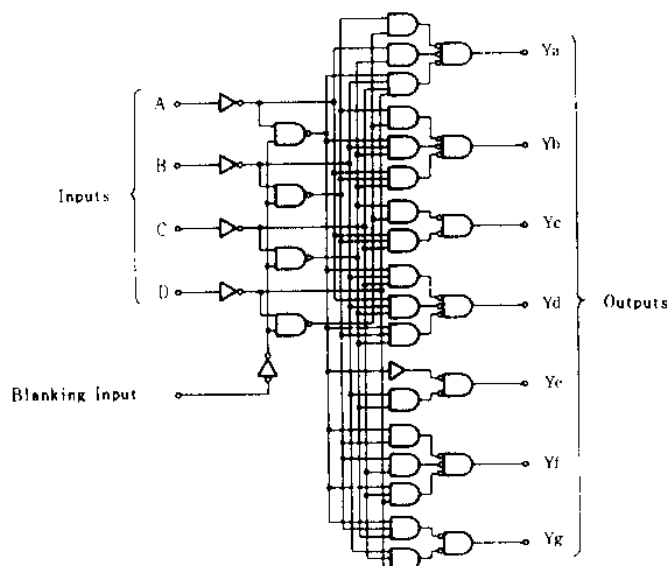 Inputs
A
B
C
D
Blanking Input
Ya
Yb
Yc
Yd
Ye
Yf
Yg
Outputs